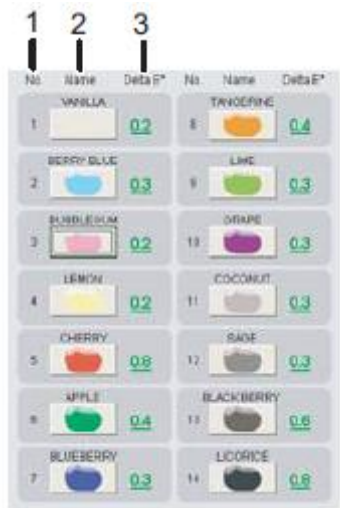 1 2 3
No. Name Delta E* No. Name Delta E*
VANILLA TANGERINE
1 0.2 8 0.4
BERRY BLUE LIME
2 0.3 9 0.3
BUBBLEGUM GRAPE
3 0.2 10 0.3
LEMON COCONUT
4 0.2 11 0.3
CHERRY SAGE
5 0.8 12 0.3
APPLE BLACKBERRY
6 0.4 13 0.6
BLUEBERRY LICORICE
7 0.3 14 0.8